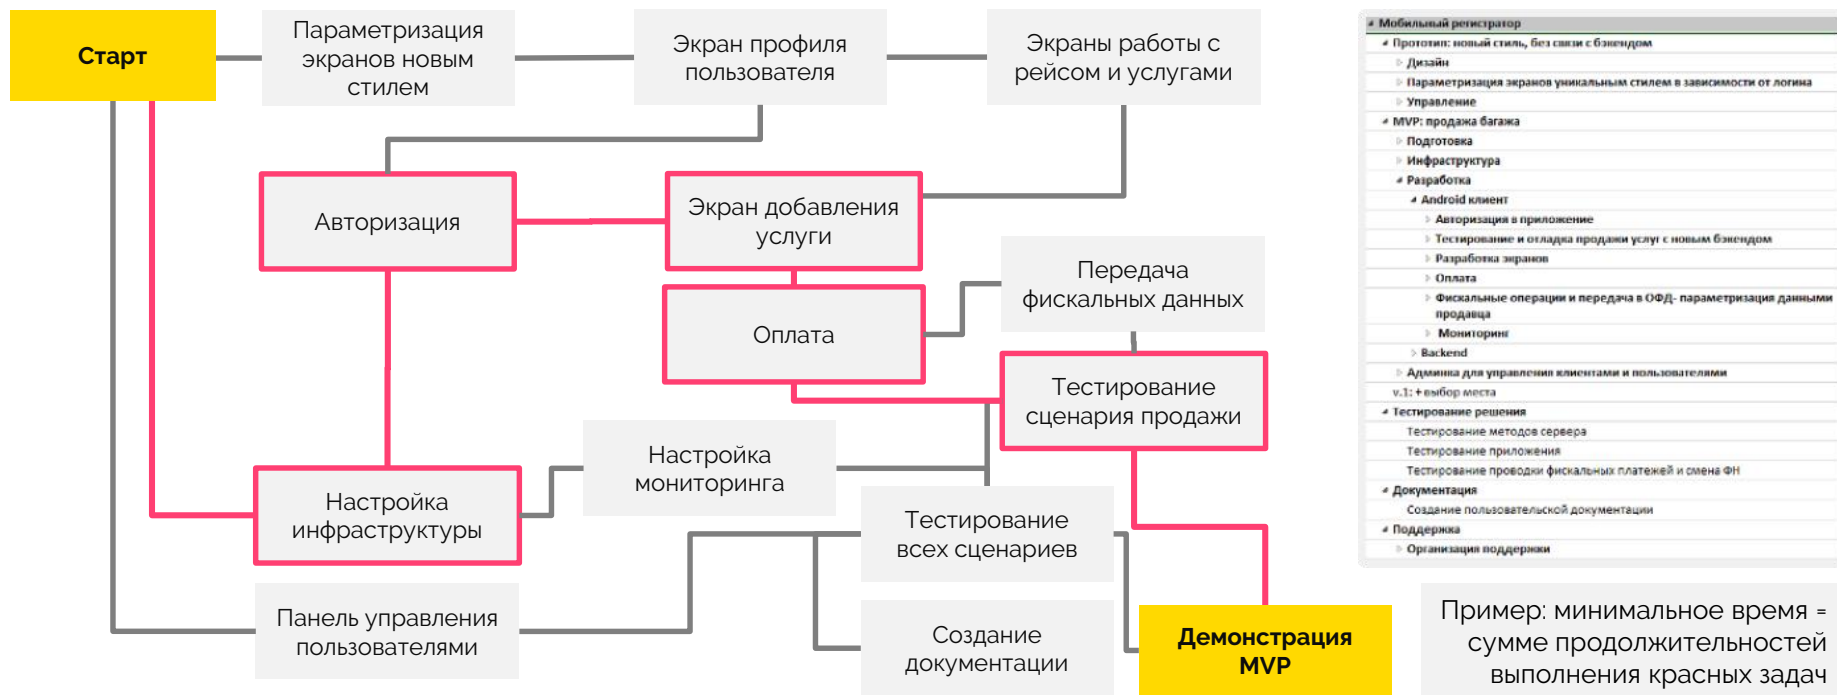 Старт
Параметризация
экранов новым
стилем
Экран профиля
пользователя
Экраны работы с
рейсом и услугами
Авторизация
Экран добавления
услуги
Передача
фискальных данных
Оплата
Тестирование
сценария продажи
Настройка
мониторинга
Настройка
инфраструктуры
Тестирование
всех сценариев
Панель управления
пользователями
Создание
документации
Демонстрация
MVP
Мобильный регистратор
Прототип: новый стиль, без связи с бэкендом
Дизайн
Параметризация экранов уникальным стилем в зависимости от логина
Управление
MVP: продажа багажа
Подготовка
Инфраструктура
Разработка
Android клиент
Авторизация в приложение
Тестирование и отладка продажи услуг с новым бэкендом
Разработка экранов
Оплата
Фискальные операции и передача в ОФД- параметризация данными
продавца
Мониторинг
Backend
Админка для управления клиентами и пользователями
v.1: + выбор места
Тестирование решения
Тестирование методов сервера
Тестирование приложения
Тестирование проводки фискальных платежей и смена ФН
Документация
Создание пользовательской документации
Поддержка
Организация поддержки
Пример: минимальное время =
сумме продолжительностей
выполнения красных задач